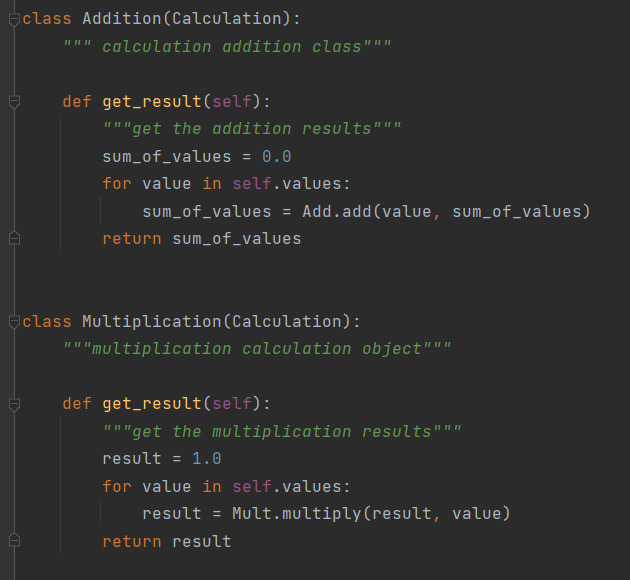 class Addition(Calculation):
    """ calculation addition class"""
    def get_result(self):
        """get the addition results"""
        sum_of_values = 0.0
        for value in self.values:
            sum_of_values = Add.add(value, sum_of_values)
        return sum_of_values
class Multiplication(Calculation):
    """multiplication calculation object"""
    def get_result(self):
        """get the multiplication results"""
        result = 1.0
        for value in self.values:
            result = Mult.multiply(result, value)
        return result